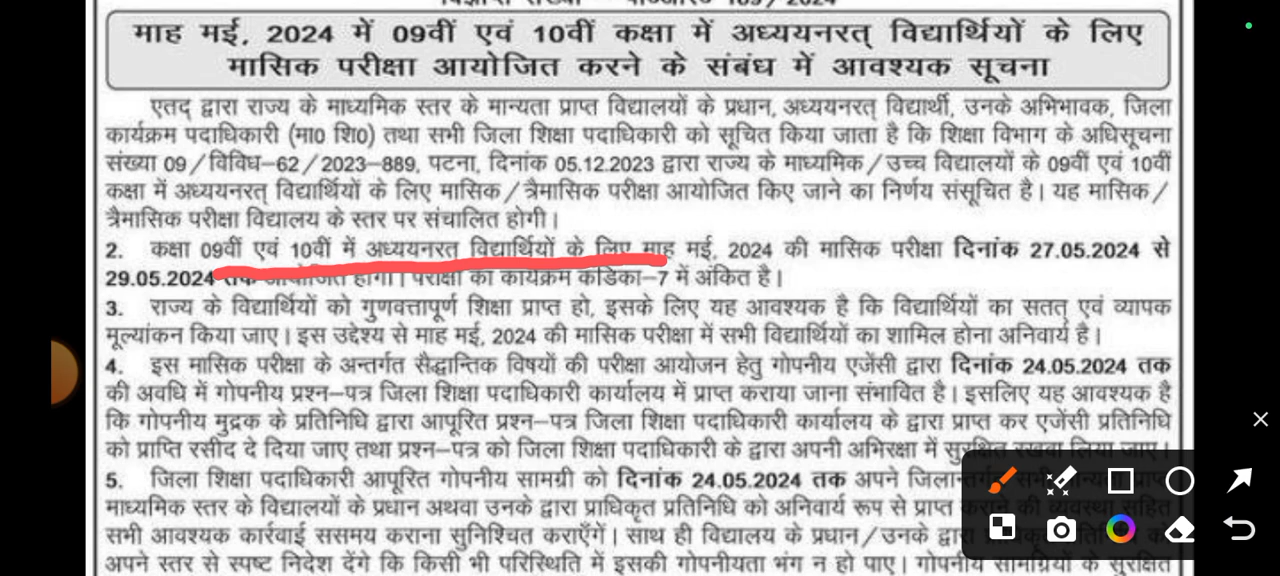 माह मई, 2024 में 09वीं एवं 10वीं कक्षा में अध्ययनरत् विद्यार्थियों के लिए
मासिक परीक्षा आयोजित करने के संबंध में आवश्यक सूचना
एतद् द्वारा राज्य के माध्यमिक स्तर के मान्यता प्राप्त विद्यालयों के प्रधान, अध्ययनरत् विद्यार्थी, उनके अभिभावक, जिला
कार्यक्रम पदाधिकारी (मा0 शि0) तथा सभी जिला शिक्षा पदाधिकारी को सूचित किया जाता है कि शिक्षा विभाग के अधिसूचना
संख्या 09/विविध–62/2023–889, पटना, दिनांक 05.12.2023 द्वारा राज्य के माध्यमिक/उच्च विद्यालयों के 09वीं एवं 10वीं
कक्षा में अध्ययनरत् विद्यार्थियों के लिए मासिक/त्रैमासिक परीक्षा आयोजित किए जाने का निर्णय संसूचित है। यह मासिक/
त्रैमासिक परीक्षा विद्यालय के स्तर पर संचालित होगी।
2. कक्षा 09वीं एवं 10वीं में अध्ययनरत विद्यार्थियों के लिए माह मई, 2024 की मासिक परीक्षा दिनांक 27.05.2024 से
29.05.2024 तक आयोजित होगी। परीक्षा का कार्यक्रम कंडिका–7 में अंकित है।
3. राज्य के विद्यार्थियों को गुणवत्तापूर्ण शिक्षा प्राप्त हो, इसके लिए यह आवश्यक है कि विद्यार्थियों का सतत् एवं व्यापक
मूल्यांकन किया जाए। इस उद्देश्य से माह मई, 2024 की मासिक परीक्षा में सभी विद्यार्थियों का शामिल होना अनिवार्य है।
4. इस मासिक परीक्षा के अन्तर्गत सैद्धान्तिक विषयों की परीक्षा आयोजन हेतु गोपनीय एजेंसी द्वारा दिनांक 24.05.2024 तक
की अवधि में गोपनीय प्रश्न–पत्र जिला शिक्षा पदाधिकारी कार्यालय में प्राप्त कराया जाना संभावित है। इसलिए यह आवश्यक है
कि गोपनीय मुद्रक के प्रतिनिधि द्वारा आपूरित प्रश्न–पत्र जिला शिक्षा पदाधिकारी कार्यालय के द्वारा प्राप्त कर एजेंसी प्रतिनिधि
को प्राप्ति रसीद दे दिया जाए तथा प्रश्न–पत्र को जिला शिक्षा पदाधिकारी के द्वारा अपनी अभिरक्षा में सुरक्षित रखवा लिया जाए।
5. जिला शिक्षा पदाधिकारी आपूरित गोपनीय सामग्री को दिनांक 24.05.2024 तक अपने
माध्यमिक स्तर के विद्यालयों के प्रधान अथवा उनके द्वारा प्राधिकृत प्रतिनिधि को अनिवार्य रूप से प्राप्त
सभी आवश्यक कार्रवाई ससमय कराना सुनिश्चित कराएँगें। साथ ही विद्यालय के प्रधान/उनके द्वारा
अपने स्तर से स्पष्ट निदेश देंगे कि किसी भी परिस्थिति में इसकी गोपनीयता भंग न हो पाए। गोपनीय सामग्रियों के सुरक्षित